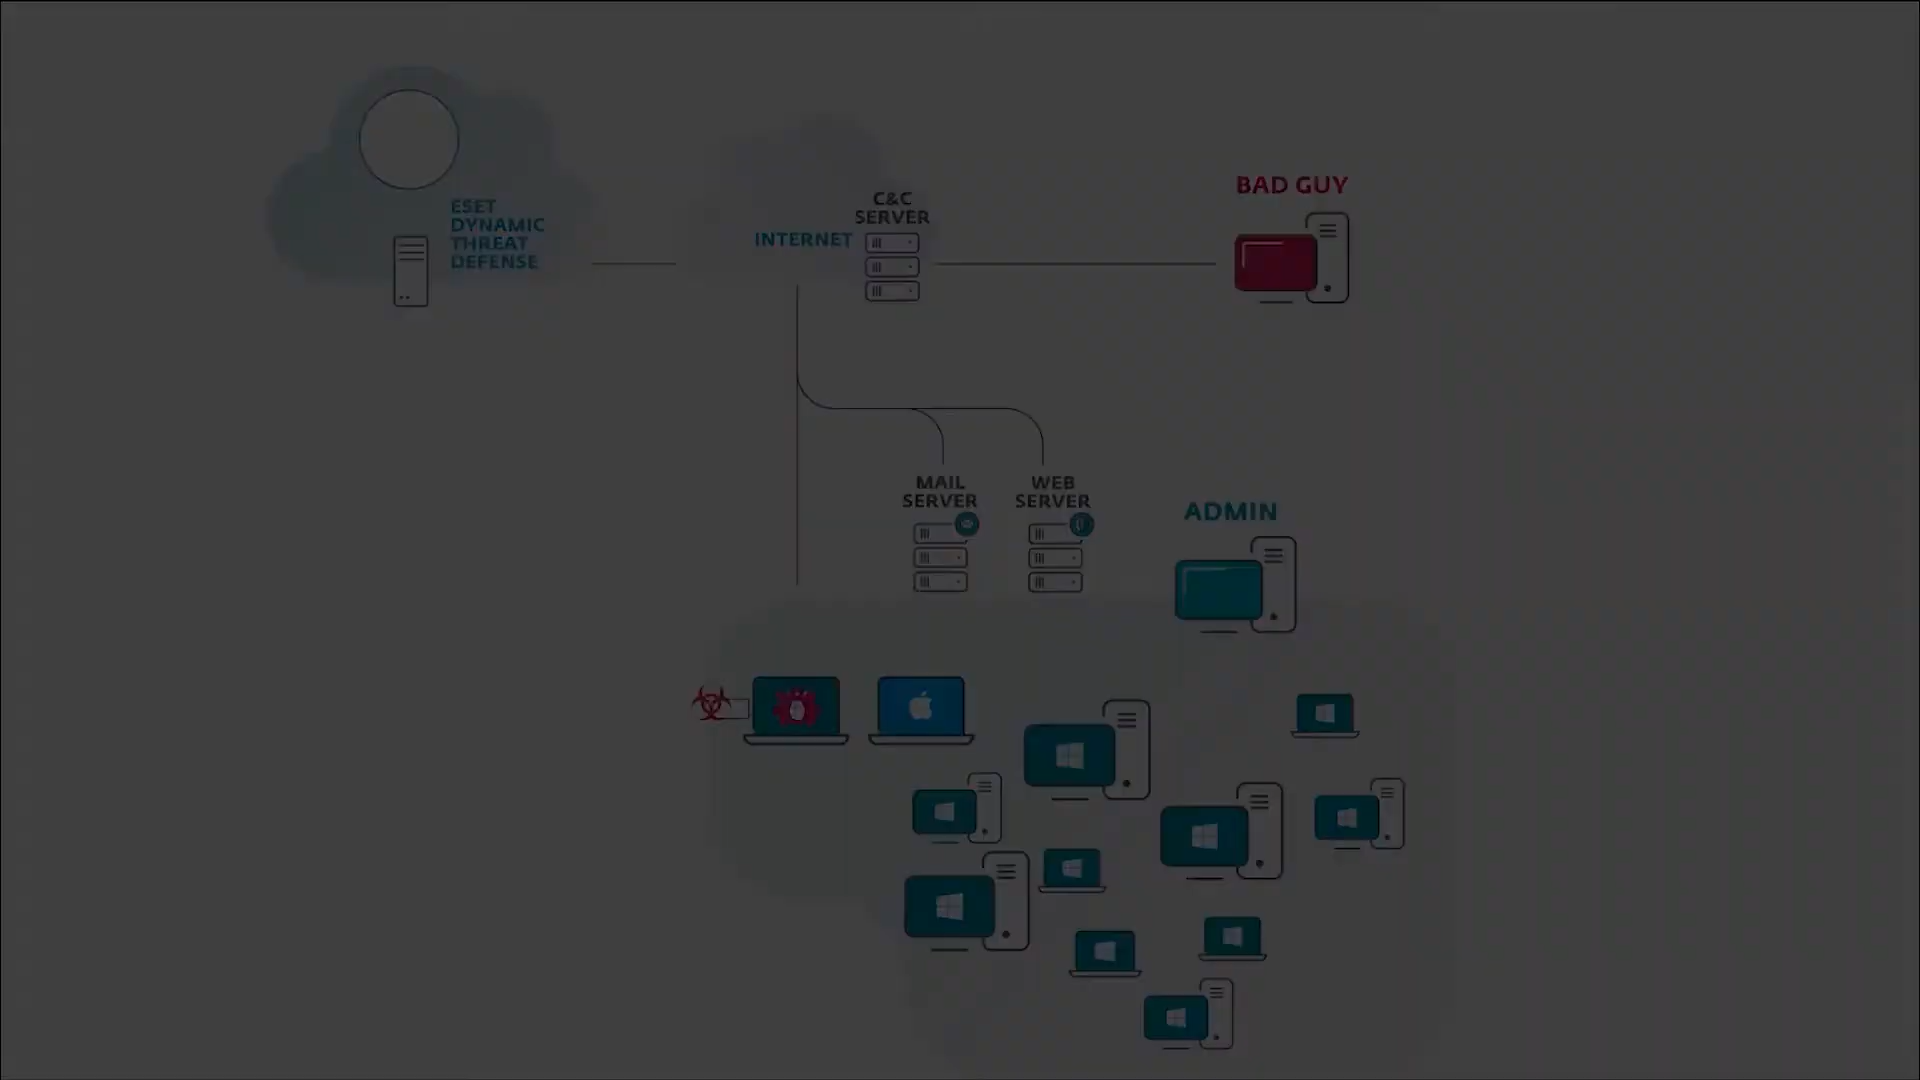 ESET
DYNAMIC
THREAT
DEFENSE
INTERNET
C&C
SERVER
BAD GUY
MAIL
SERVER
WEB
SERVER
ADMIN